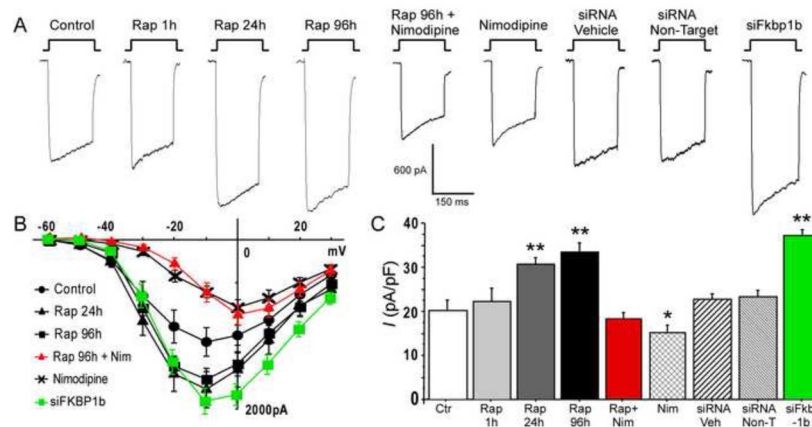 A
Control
Rap 1h
Rap 24h
Rap 96h
Rap 96h +
Nimodipine
Nimodipine
siRNA
Vehicle
siRNA
Non-Target
siFkbp1b
600 pA
150 ms
B
-60
-40
-20
0
20
mV
Control
Rap 24h
Rap 96h
Rap 96h + Nim
Nimodipine
siFKBP1b
2000pA
C
I (pA/pF)
40
30
20
10
0
**
**
*
**
Ctr
Rap
1h
Rap
24h
Rap
96h
Rap+
Nim
Nim
siRNA
Veh
siRNA
Non-T
siFkb
-1b